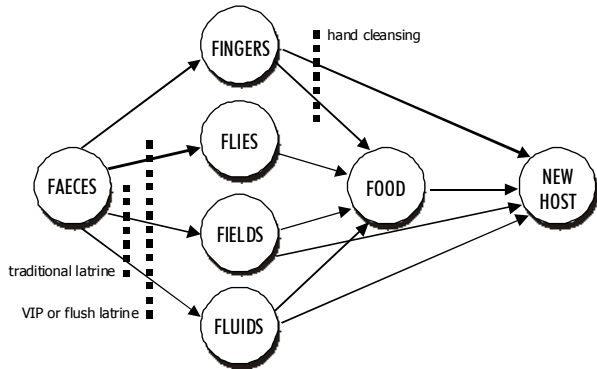 FINGERS
hand cleansing
FLIES
FAECES
FOOD
NEW
HOST
FIELDS
traditional latrine
VIP or flush latrine
FLUIDS